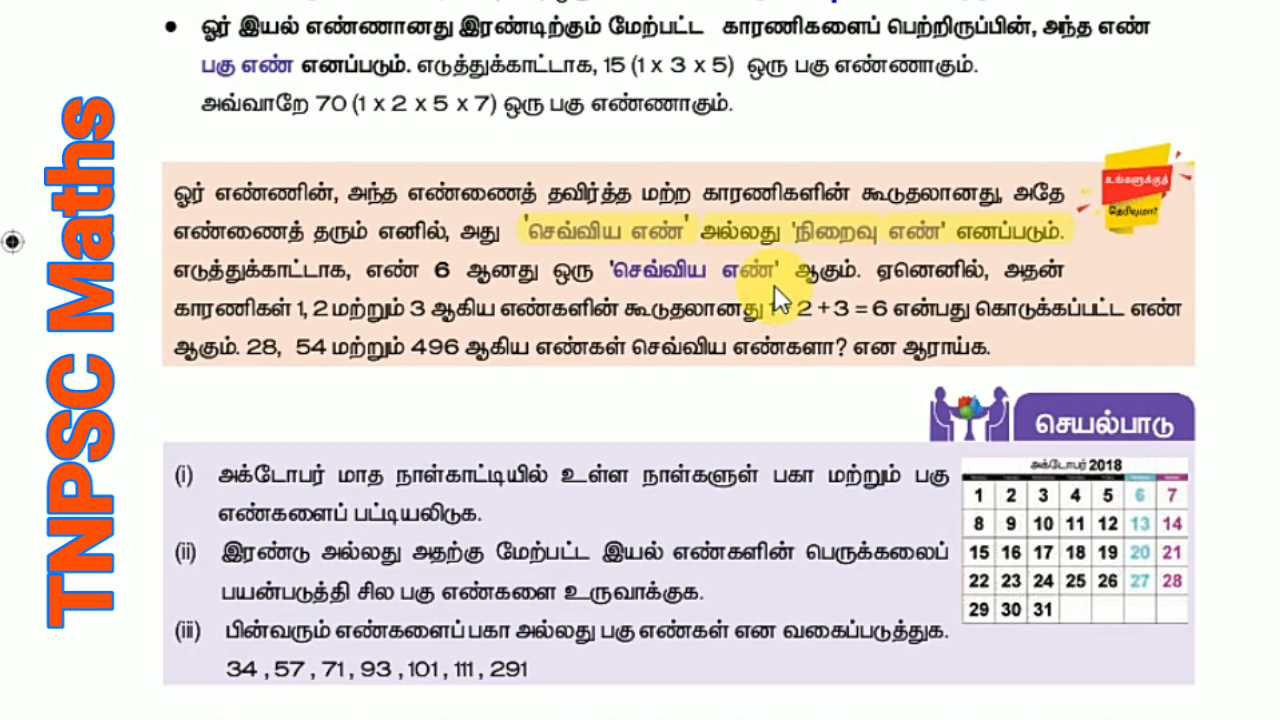 ● ஓர் இயல் எண்ணானது இரண்டிற்கும் மேற்பட்ட காரணிகளைப் பெற்றிருப்பின், அந்த எண்
பகு எண் எனப்படும். எடுத்துக்காட்டாக, 15 (1 x 3 x 5) ஒரு பகு எண்ணாகும்.
அவ்வாறே 70 (1 x 2 x 5 x 7) ஒரு பகு எண்ணாகும்.
TNPSC Maths
உங்களுக்குத்
தெரியுமா?
ஓர் எண்ணின், அந்த எண்ணைத் தவிர்த்த மற்ற காரணிகளின் கூடுதலானது, அதே
எண்ணைத் தரும் எனில், அது 'செவ்விய எண்' அல்லது 'நிறைவு எண்' எனப்படும்.
எடுத்துக்காட்டாக, எண் 6 ஆனது ஒரு 'செவ்விய எண்' ஆகும். ஏனெனில், அதன்
காரணிகள் 1, 2 மற்றும் 3 ஆகிய எண்களின் கூடுதலானது 1 + 2 + 3 = 6 என்பது கொடுக்கப்பட்ட எண்
ஆகும். 28, 54 மற்றும் 496 ஆகிய எண்கள் செவ்விய எண்களா? என ஆராய்க.
செயல்பாடு
(i) அக்டோபர் மாத நாள்காட்டியில் உள்ள நாள்களுள் பகா மற்றும் பகு
எண்களைப் பட்டியலிடுக.
(ii) இரண்டு அல்லது அதற்கு மேற்பட்ட இயல் எண்களின் பெருக்கலைப்
பயன்படுத்தி சில பகு எண்களை உருவாக்குக.
(iii) பின்வரும் எண்களைப் பகா அல்லது பகு எண்கள் என வகைப்படுத்துக.
34 , 57 , 71 , 93 , 101 , 111 , 291
அக்டோபர் 2018
1 2 3 4 5 6 7
8 9 10 11 12 13 14
15 16 17 18 19 20 21
22 23 24 25 26 27 28
29 30 31